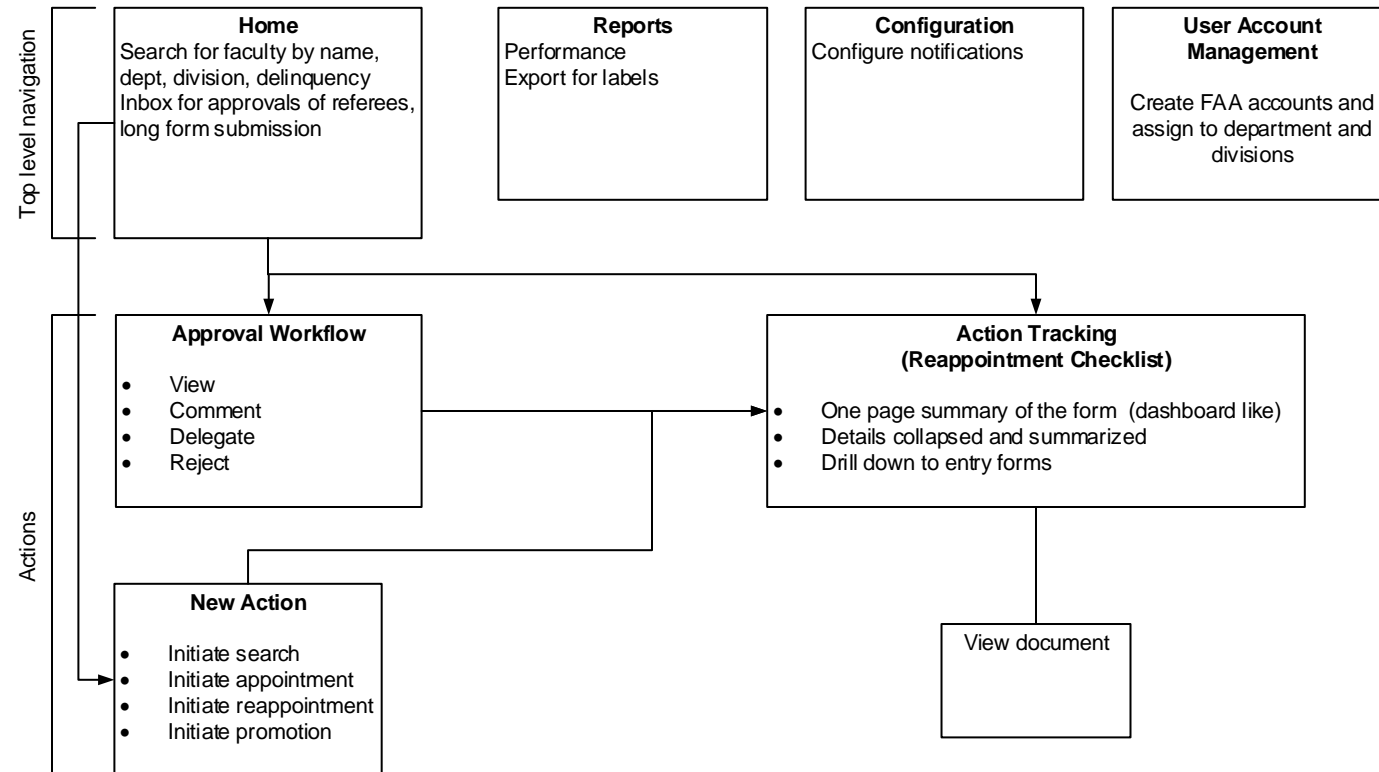 Top level navigation
Home
Search for faculty by name,
dept, division, delinquency
Inbox for approvals of referees,
long form submission
Reports
Performance
Export for labels
Configuration
Configure notifications
User Account
Management
Create FAA accounts and
assign to department and
divisions
Actions
Approval Workflow
• View
• Comment
• Delegate
• Reject
Action Tracking
(Reappointment Checklist)
• One page summary of the form (dashboard like)
• Details collapsed and summarized
• Drill down to entry forms
New Action
• Initiate search
• Initiate appointment
• Initiate reappointment
• Initiate promotion
View document